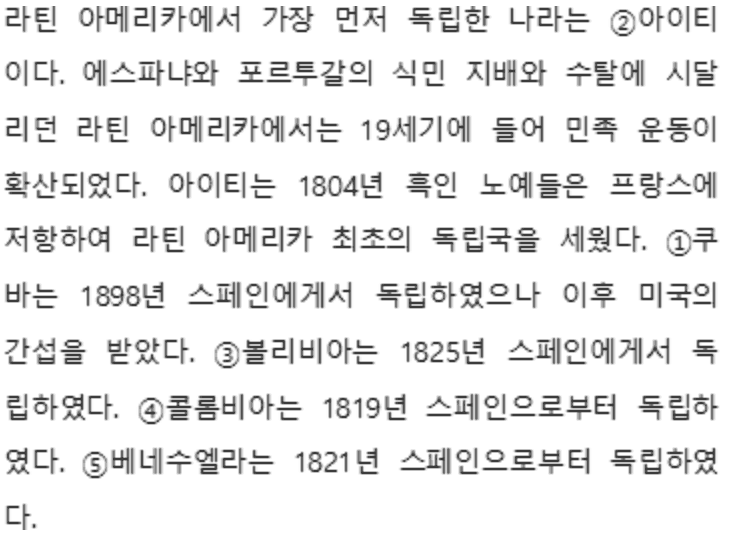 라틴 아메리카에서 가장 먼저 독립한 나라는 ②아이티
이다. 에스파냐와 포르투갈의 식민 지배와 수탈에 시달
리던 라틴 아메리카에서는 19세기에 들어 민족 운동이
확산되었다. 아이티는 1804년 흑인 노예들은 프랑스에
저항하여 라틴 아메리카 최초의 독립국을 세웠다. ①쿠
바는 1898년 스페인에게서 독립하였으나 이후 미국의
간섭을 받았다. ③볼리비아는 1825년 스페인에게서 독
립하였다. ④콜롬비아는 1819년 스페인으로부터 독립하
였다. ⑤베네수엘라는 1821년 스페인으로부터 독립하였
다.